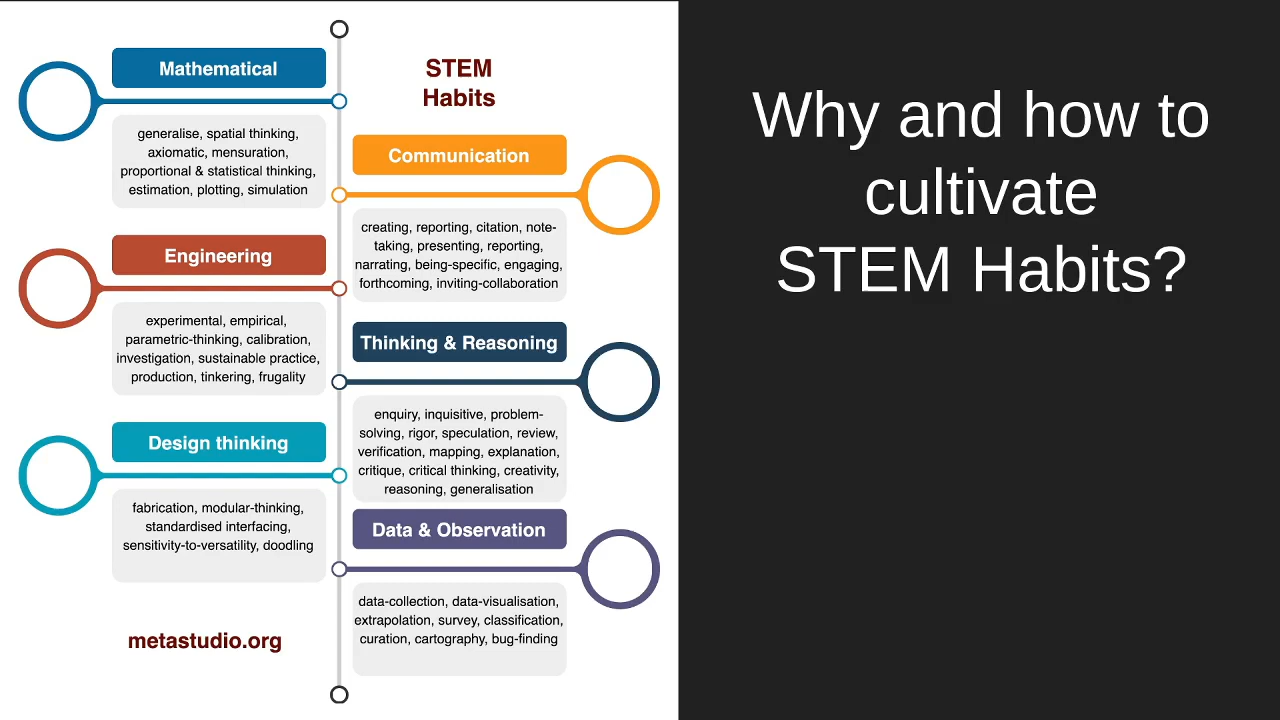 STEM
Habits
Mathematical
generalise, spatial thinking,
axiomatic, mensuration,
proportional & statistical thinking,
estimation, plotting, simulation
Communication
creating, reporting, citation, note-
taking, presenting, reporting,
narrating, being-specific, engaging,
forthcoming, inviting-collaboration
Engineering
experimental, empirical,
parametric-thinking, calibration,
investigation, sustainable practice,
production, tinkering, frugality
Thinking & Reasoning
enquiry, inquisitive, problem-
solving, rigor, speculation, review,
verification, mapping, explanation,
critique, critical thinking, creativity,
reasoning, generalisation
Design thinking
fabrication, modular-thinking,
standardised interfacing,
sensitivity-to-versatility, doodling
Data & Observation
data-collection, data-visualisation,
extrapolation, survey, classification,
curation, cartography, bug-finding
metastudio.org
Why and how to
cultivate
STEM Habits?